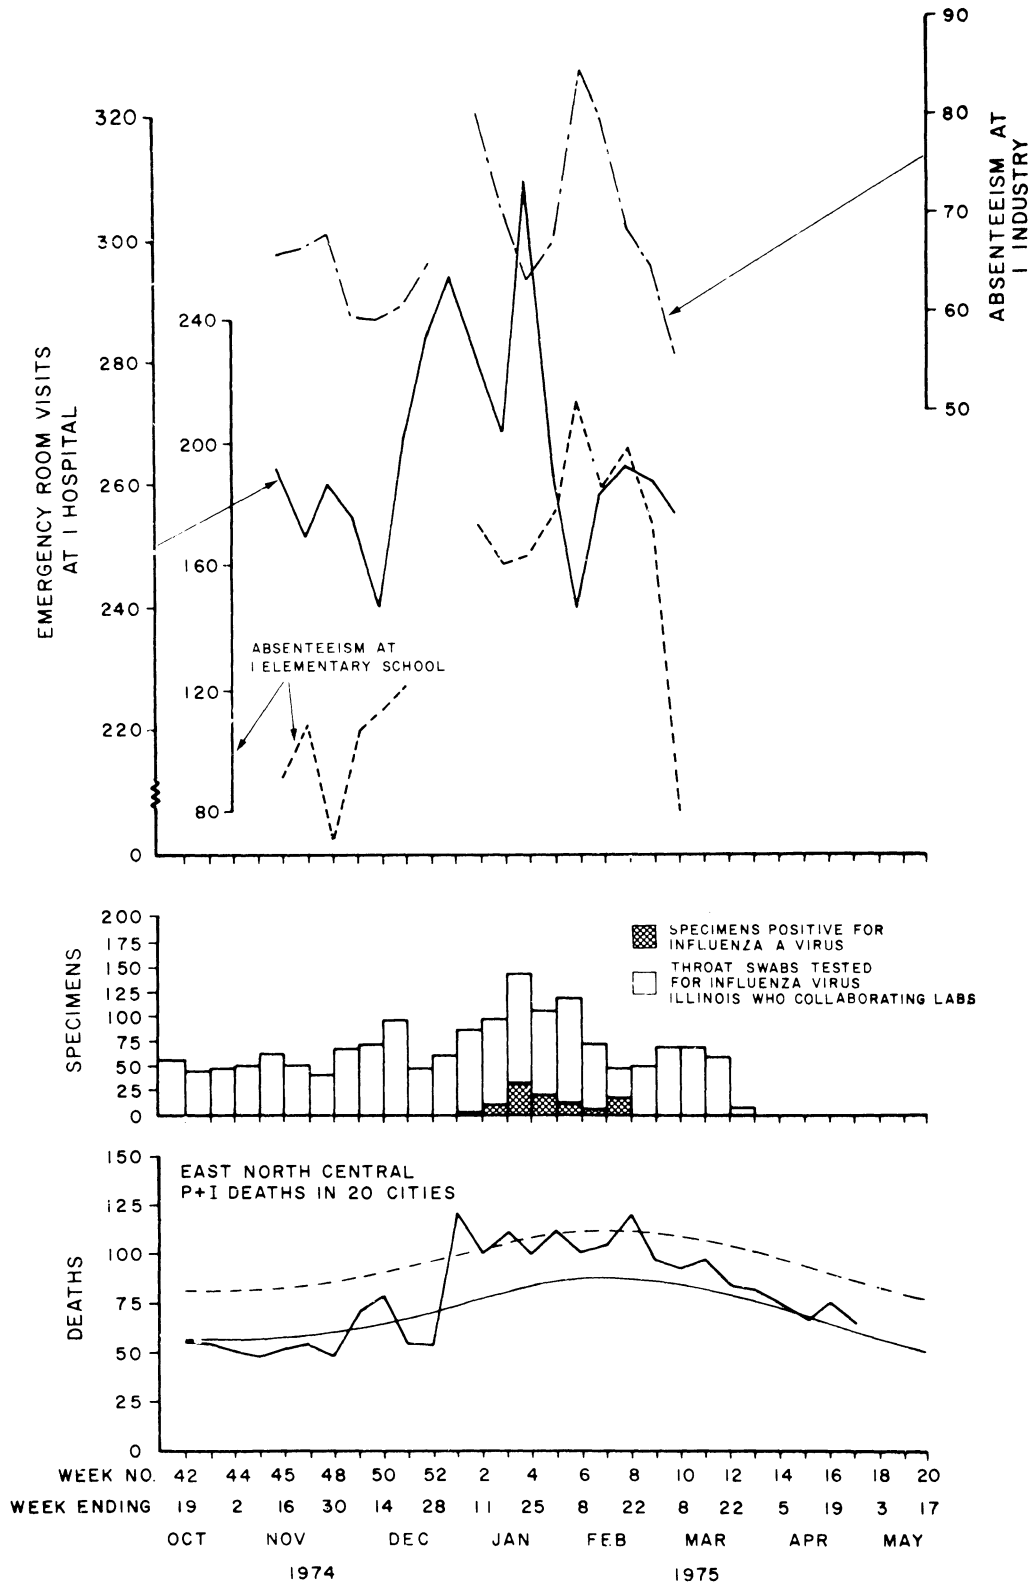 90
80
70
60
50
ABSENTEEISM AT
1 INDUSTRY
320
300
280
260
240
220
0
EMERGENCY ROOM VISITS
AT 1 HOSPITAL
240
200
160
120
80
ABSENTEEISM AT
1 ELEMENTARY SCHOOL
200
175
150
125
100
75
50
25
0
SPECIMENS
SPECIMENS POSITIVE FOR
INFLUENZA A VIRUS
THROAT SWABS TESTED
FOR INFLUENZA VIRUS
ILLINOIS WHO COLLABORATING LABS
150
125
100
75
50
25
0
DEATHS
EAST NORTH CENTRAL
P+I DEATHS IN 20 CITIES
WEEK NO. 42 44 45 48 50 52 2 4 6 8 10 12 14 16 18 20
WEEK ENDING 19 2 16 30 14 28 11 25 8 22 8 22 5 19 3 17
OCT NOV DEC JAN FEB MAR APR MAY
1974 1975